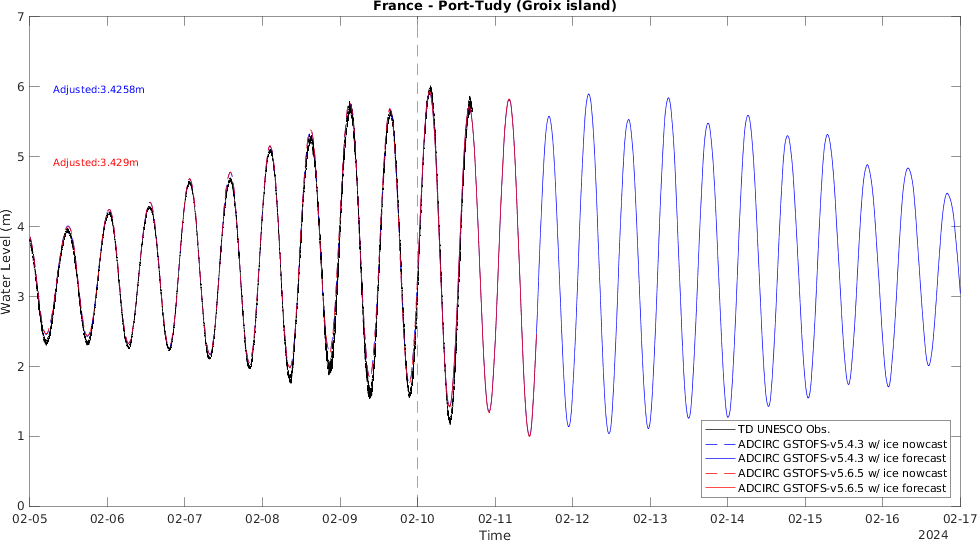 France - Port-Tudy (Groix island)
7
6
5
4
3
2
1
0
Water Level (m)
Adjusted:3.4258m
Adjusted:3.429m
TD UNESCO Obs.
ADCIRC GSTOFS-v5.4.3 w/ ice nowcast
ADCIRC GSTOFS-v5.4.3 w/ ice forecast
ADCIRC GSTOFS-v5.6.5 w/ ice nowcast
ADCIRC GSTOFS-v5.6.5 w/ ice forecast
02-05 02-06 02-07 02-08 02-09 02-10 02-11 02-12 02-13 02-14 02-15 02-16 02-17
Time
2024